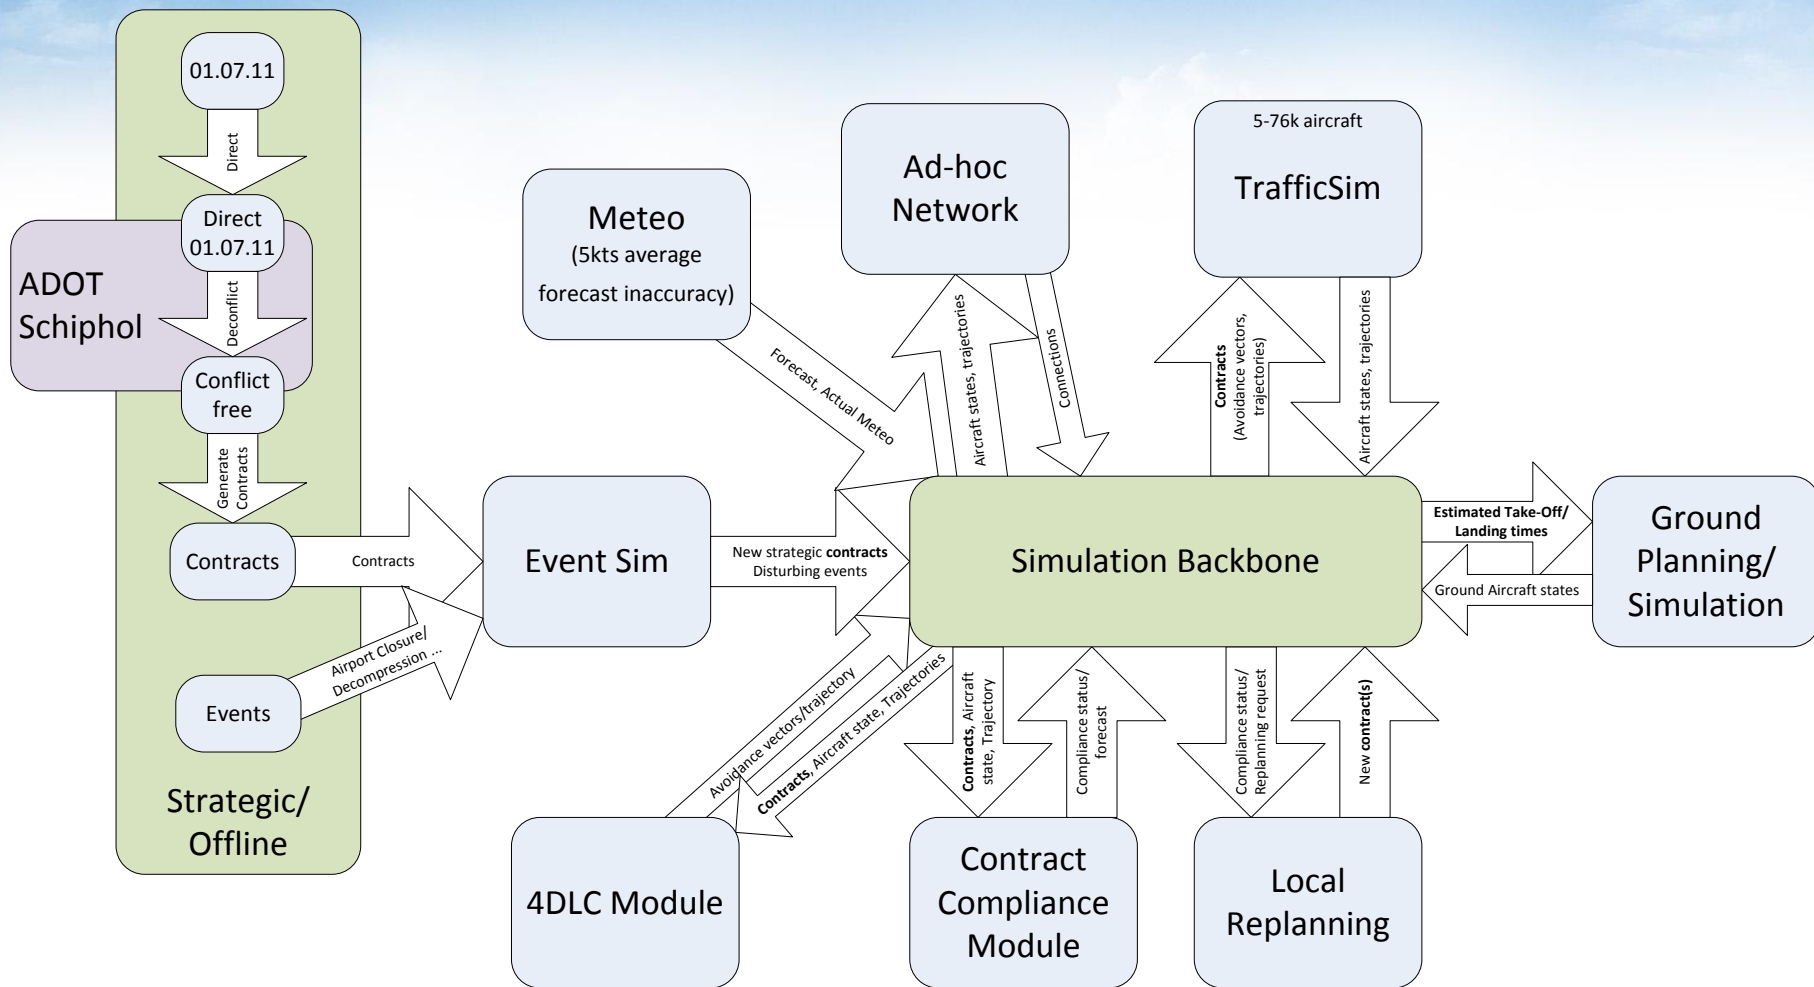 01.07.11
Direct
Direct
01.07.11
ADOT
Schiphol
Deconflict
Conflict
free
Generate
Contracts
Contracts
Contracts
Events
Airport Closure/
Decompression ...
Strategic/
Offline
Event Sim
New strategic contracts
Disturbing events
Meteo
(5kts average
forecast inaccuracy)
Forecast, Actual Meteo
Ad-hoc
Network
Aircraft states, trajectories
Connections
5-76k aircraft
TrafficSim
Contracts
(Avoidance vectors,
trajectories)
Aircraft states, trajectories
Simulation Backbone
Estimated Take-Off/
Landing times
Ground Aircraft states
Ground
Planning/
Simulation
Avoidance vectors/trajectory
Contracts, Aircraft state, Trajectories
4DLC Module
Contracts, Aircraft
state, Trajectory
Compliance status/
forecast
Contract
Compliance
Module
Compliance status/
Replanning request
New contract(s)
Local
Replanning